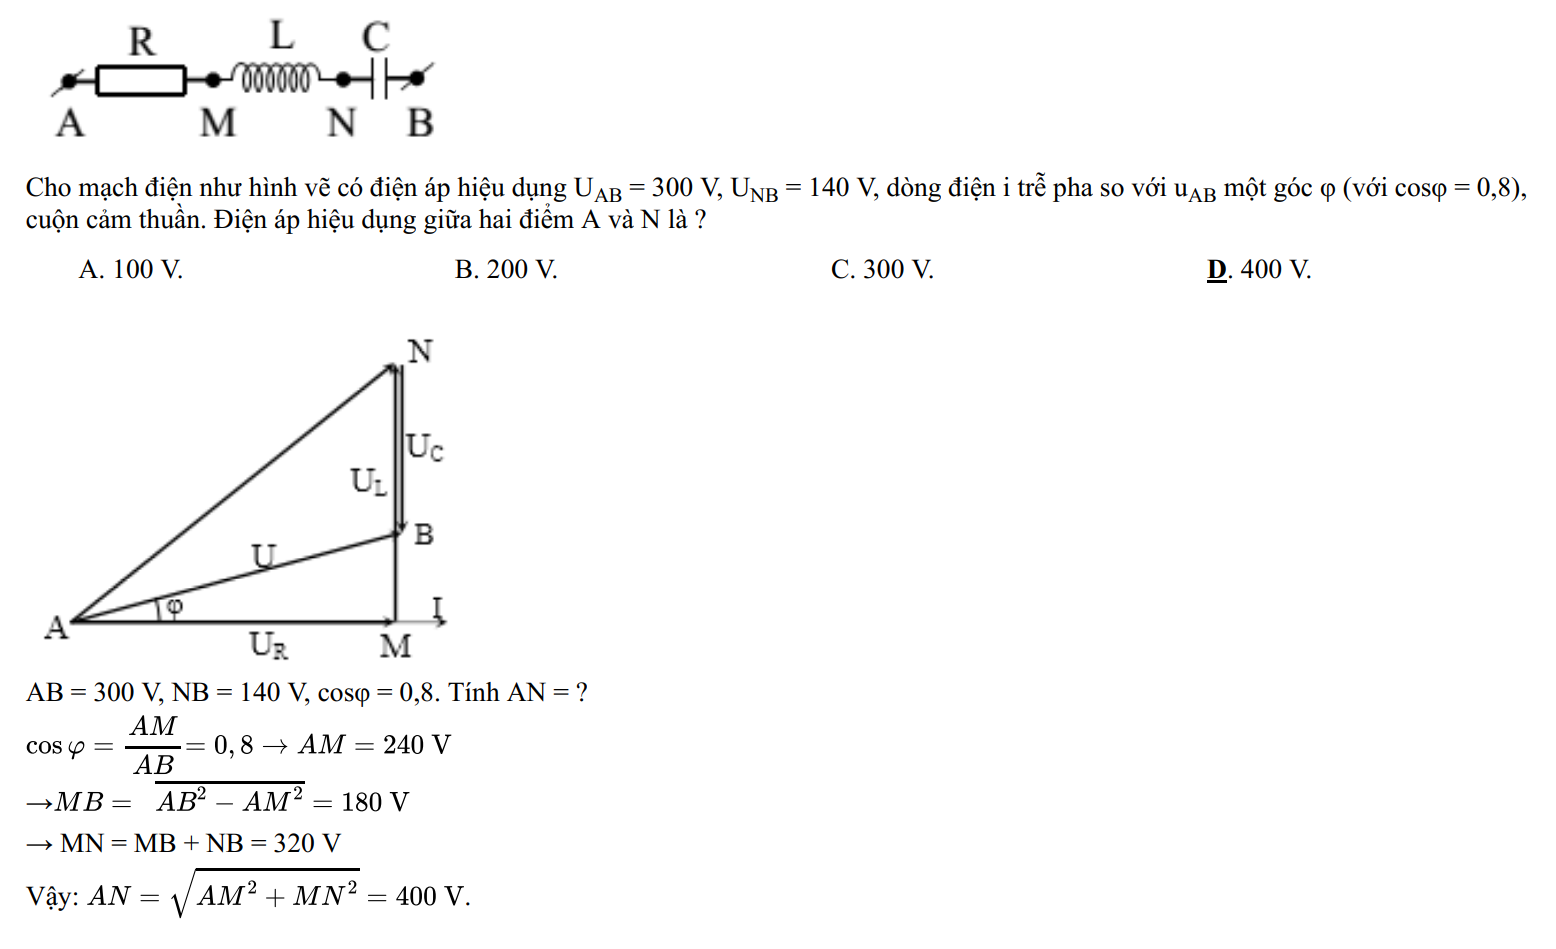 R L C
A M N B
Cho mạch điện như hình vẽ có điện áp hiệu dụng U_AB = 300 V, U_NB = 140 V, dòng điện i trễ pha so với u_AB một góc φ (với cosφ = 0,8),
cuộn cảm thuần. Điện áp hiệu dụng giữa hai điểm A và N là ?
A. 100 V. B. 200 V. C. 300 V. D. 400 V.
N
U_C
U_L
B
U
φ
I
A
U_R
M
AB = 300 V, NB = 140 V, cosφ = 0,8. Tính AN = ?
cos φ = AM/AB = 0, 8 → AM = 240 V
→MB = \overline{AB² − AM²} = 180 V
→ MN = MB + NB = 320 V
Vậy: AN = √(AM² + MN²) = 400 V.